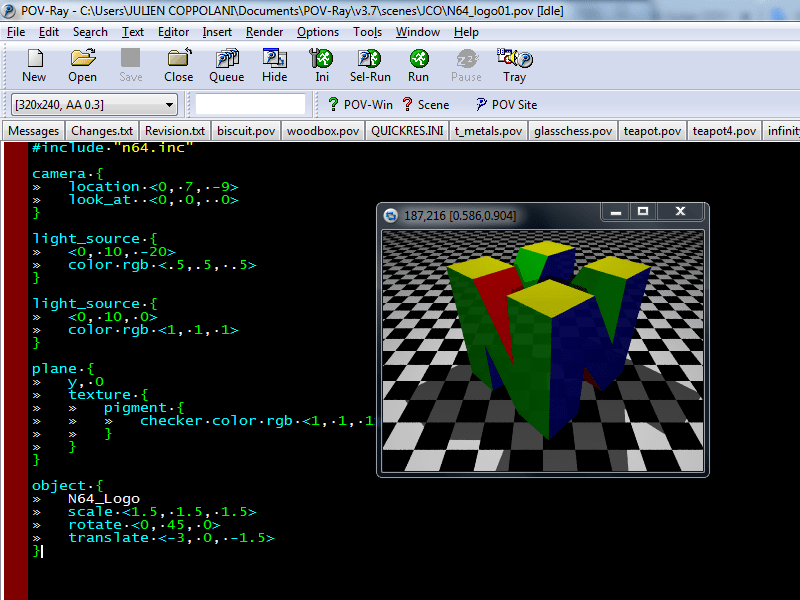 POV-Ray - C:\Users\JULIEN COPPOLANI\Documents\POV-Ray\v3.7\scenes\JCO\N64_logo01.pov [Idle]
File Edit Search Text Editor Insert Render Options Tools Window Help
New Open Save Close Queue Hide Ini Sel-Run Run Pause Tray
[320x240, AA 0.3] ? POV-Win ? Scene POV Site
Messages Changes.txt Revision.txt biscuit.pov woodbox.pov QUICKRES.INI t_metals.pov glasschess.pov teapot.pov teapot4.pov infinity
#include·"n64.inc"
camera·{
»location·<0,·7,·-9>
»look_at··<0,·0,··0>
}
light_source·{
»<0,·10,·-20>
»color·rgb·<.5,.5,·.5>
}
light_source·{
»<0,·10,·0>
»color·rgb·<1,·1,·1>
}
plane·{
»y,·0
»texture·{
»»pigment·{
»»»checker·color·rgb·<1,·1,·1
»»}
»}
}
object·{
»N64_Logo
»scale·<1.5,·1.5,·1.5>
»rotate·<0,·45,·0>
»translate·<-3,·0,·-1.5>
}
187,216 [0.586,0.904]